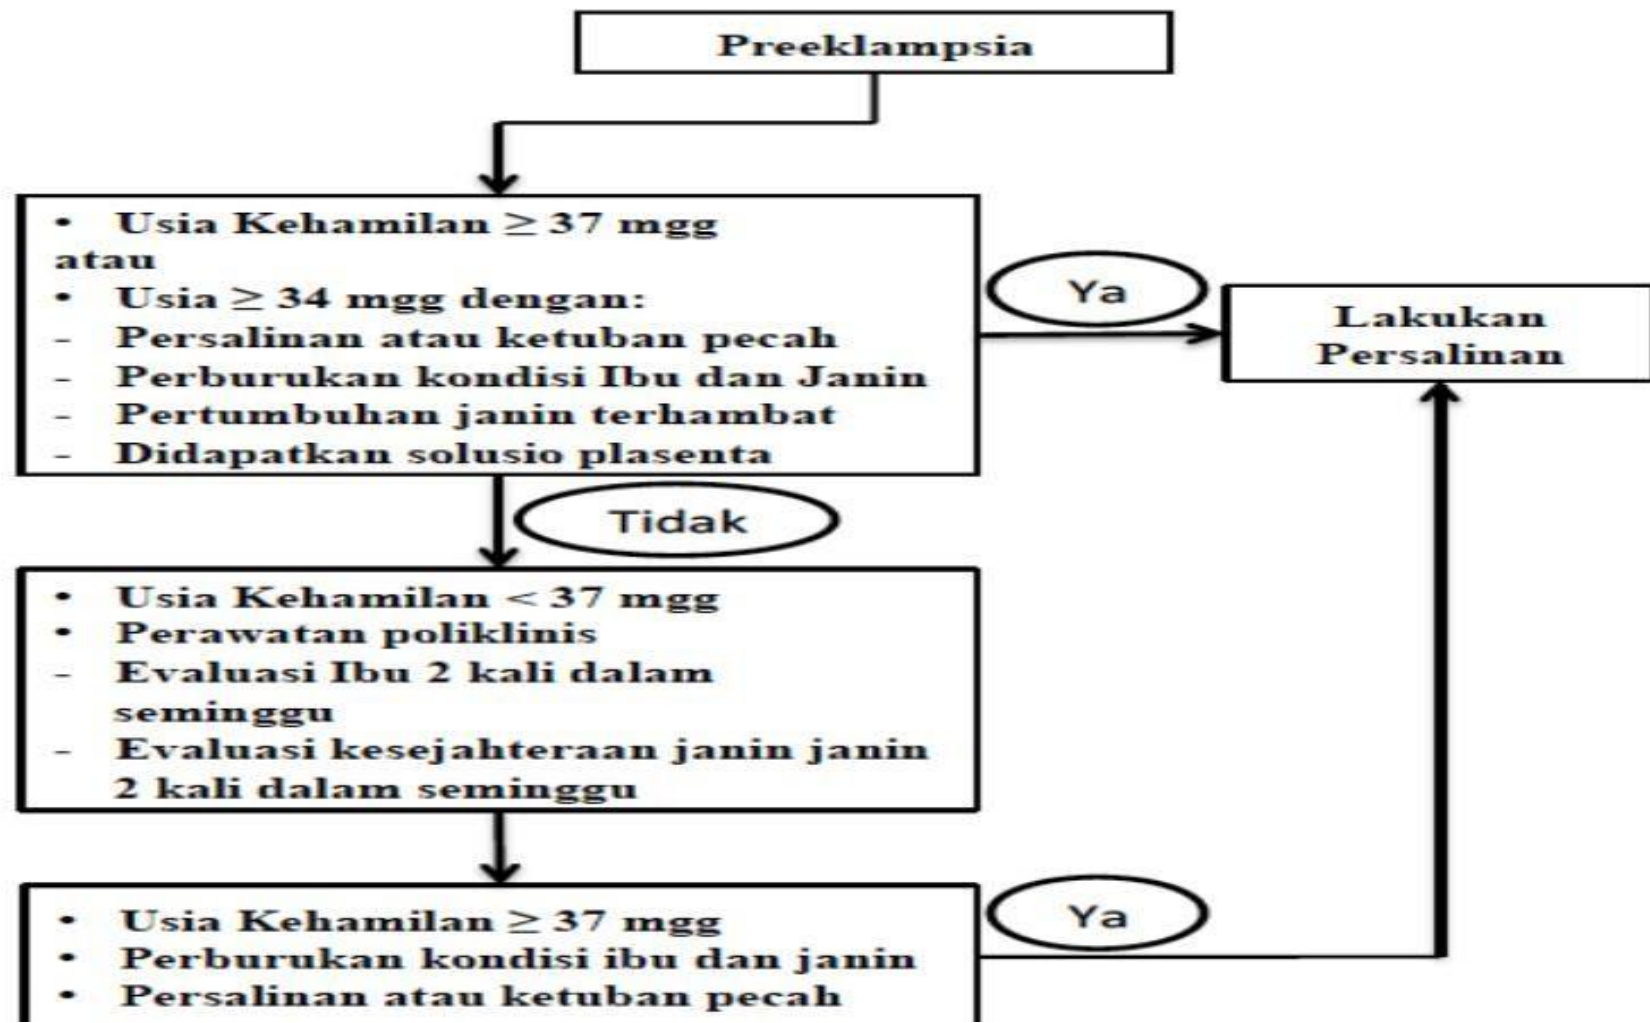 Preeklampsia
• Usia Kehamilan ≥ 37 mgg
atau
• Usia ≥ 34 mgg dengan:
- Persalinan atau ketuban pecah
- Perburukan kondisi Ibu dan Janin
- Pertumbuhan janin terhambat
- Didapatkan solusio plasenta
Ya
Lakukan
Persalinan
Tidak
• Usia Kehamilan < 37 mgg
• Perawatan poliklinis
- Evaluasi Ibu 2 kali dalam
seminggu
- Evaluasi kesejahteraan janin janin
2 kali dalam seminggu
• Usia Kehamilan ≥ 37 mgg
• Perburukan kondisi ibu dan janin
• Persalinan atau ketuban pecah
Ya